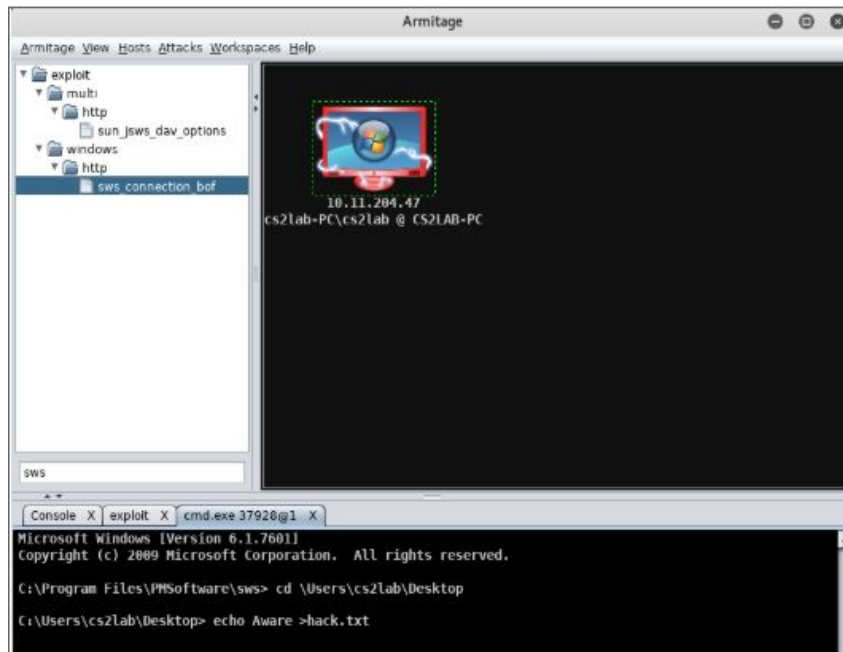 Armitage
Armitage View Hosts Attacks Workspaces Help
exploit
multi
http
sun_jsws_dav_options
windows
http
sws_connection_bof
10.11.204.47
cs2lab-PC\cs2lab @ CS2LAB-PC
sws
Console X exploit X cmd.exe 37928@1 X
Microsoft Windows [Version 6.1.7601]
Copyright (c) 2009 Microsoft Corporation.  All rights reserved.
C:\Program Files\PMSoftware\sws> cd \Users\cs2lab\Desktop
C:\Users\cs2lab\Desktop> echo Aware >hack.txt